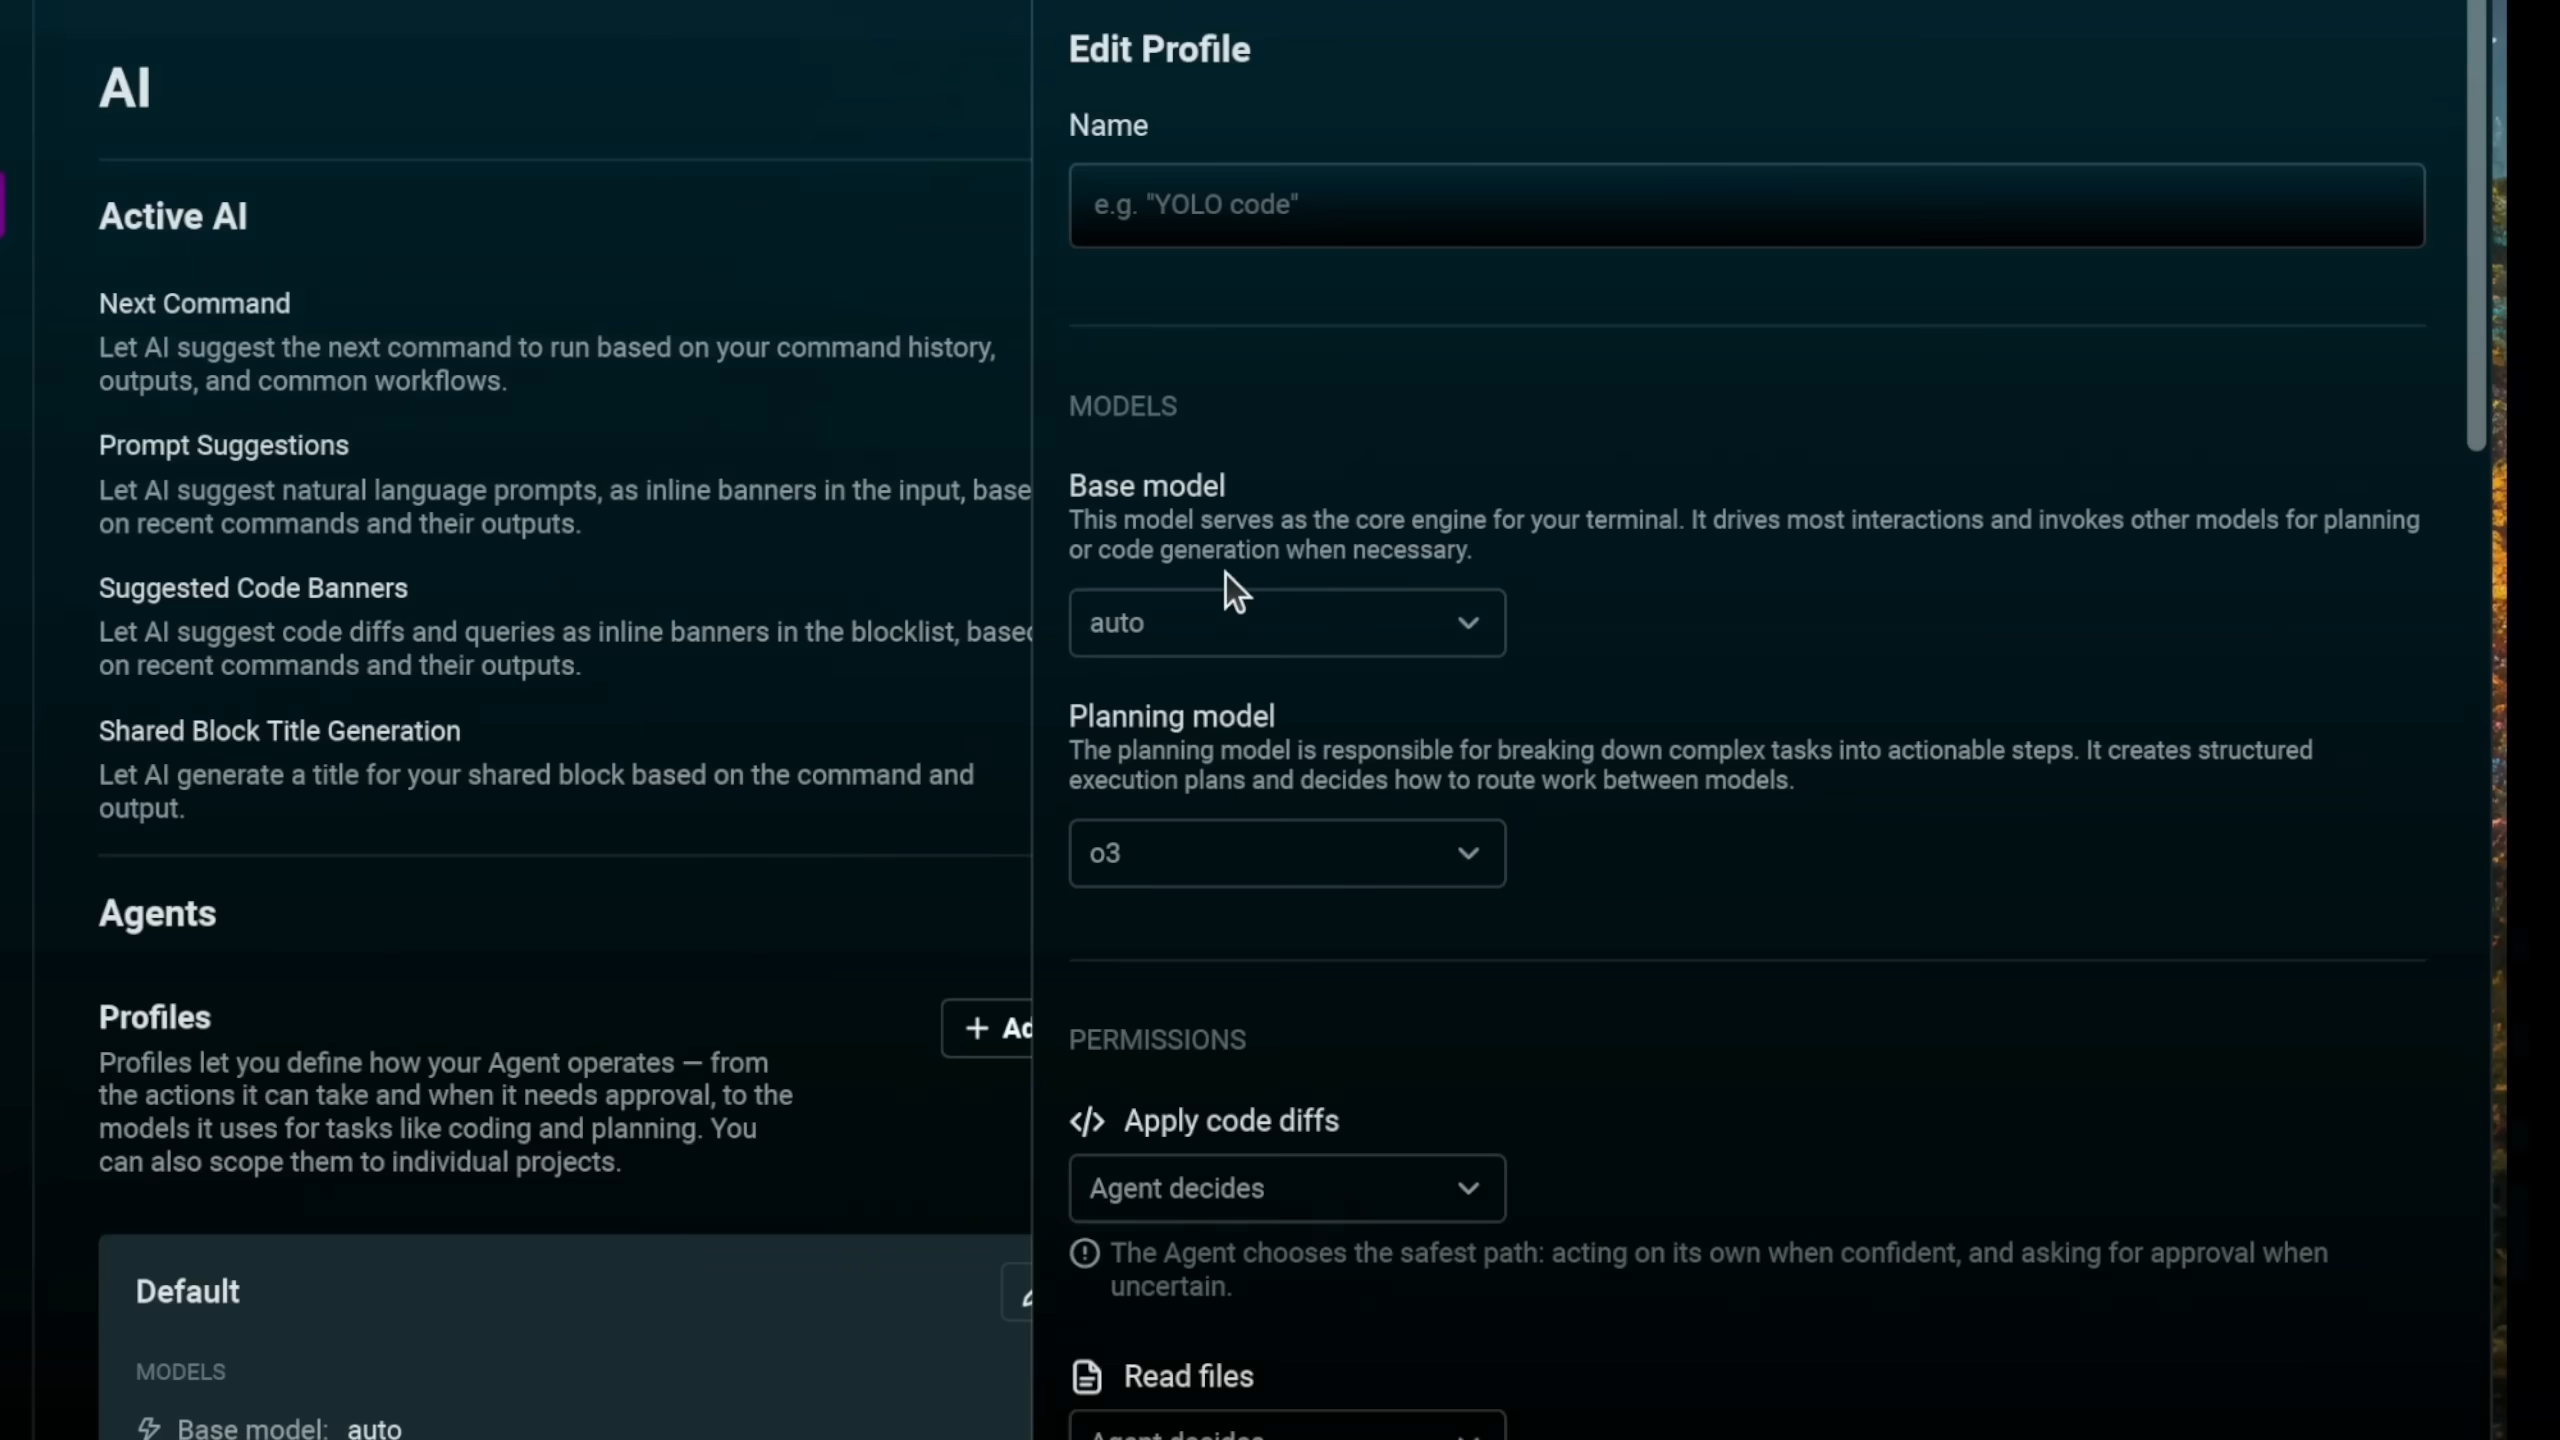 AI
Active AI
Next Command
Let AI suggest the next command to run based on your command history,
outputs, and common workflows.
Prompt Suggestions
Let AI suggest natural language prompts, as inline banners in the input, base
on recent commands and their outputs.
Suggested Code Banners
Let AI suggest code diffs and queries as inline banners in the blocklist, based
on recent commands and their outputs.
Shared Block Title Generation
Let AI generate a title for your shared block based on the command and
output.
Agents
Profiles
+ Ad
Profiles let you define how your Agent operates — from
the actions it can take and when it needs approval, to the
models it uses for tasks like coding and planning. You
can also scope them to individual projects.
Default
MODELS
Base model: auto
Edit Profile
Name
e.g. "YOLO code"
MODELS
Base model
This model serves as the core engine for your terminal. It drives most interactions and invokes other models for planning
or code generation when necessary.
auto
Planning model
The planning model is responsible for breaking down complex tasks into actionable steps. It creates structured
execution plans and decides how to route work between models.
o3
PERMISSIONS
Apply code diffs
Agent decides
The Agent chooses the safest path: acting on its own when confident, and asking for approval when
uncertain.
Read files
Agent decides